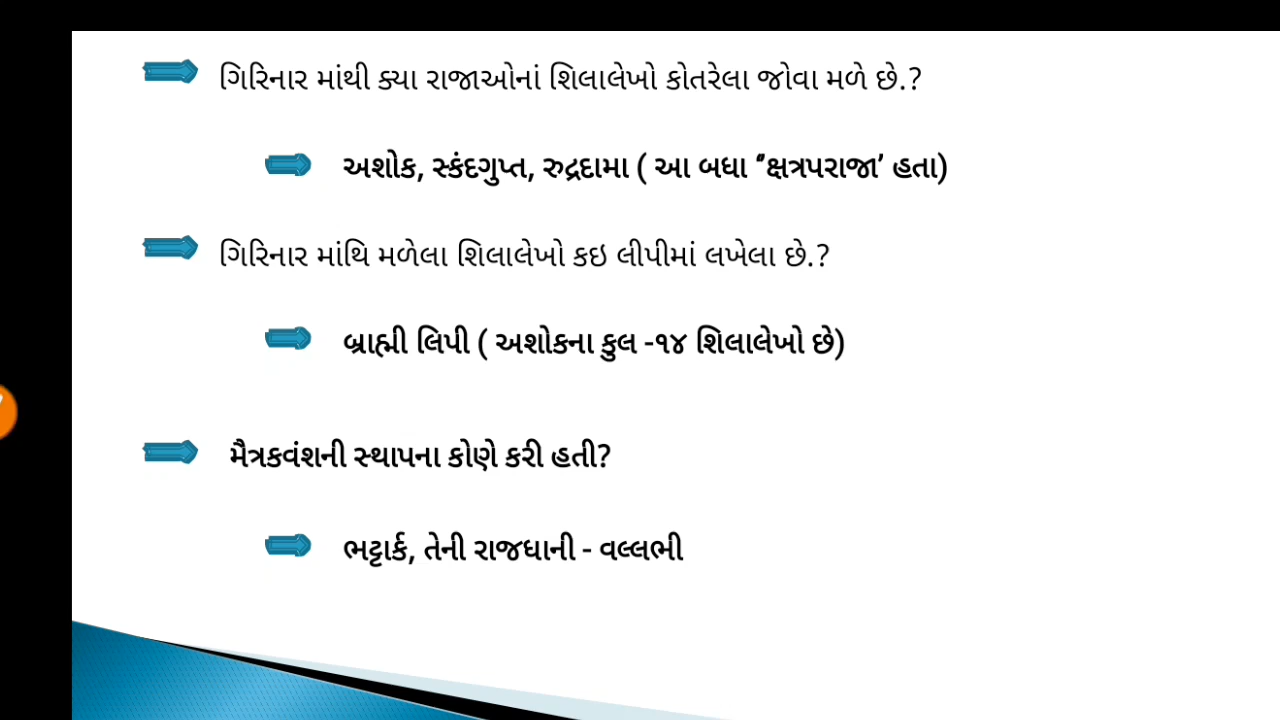 ગિરિનાર માંથી ક્યા રાજાઓનાં શિલાલેખો કોતરેલા જોવા મળે છે.?
અશોક, સ્કંદગુપ્ત, રુદ્રદામા ( આ બધા “ક્ષત્રપરાજા’ હતા)
ગિરિનાર માંથિ મળેલા શિલાલેખો કઇ લીપીમાં લખેલા છે.?
બ્રાહ્મી લિપી ( અશોકના કુલ -૧૪ શિલાલેખો છે)
મૈત્રકવંશની સ્થાપના કોણે કરી હતી?
ભટ્ટાર્ક, તેની રાજધાની - વલ્લભી